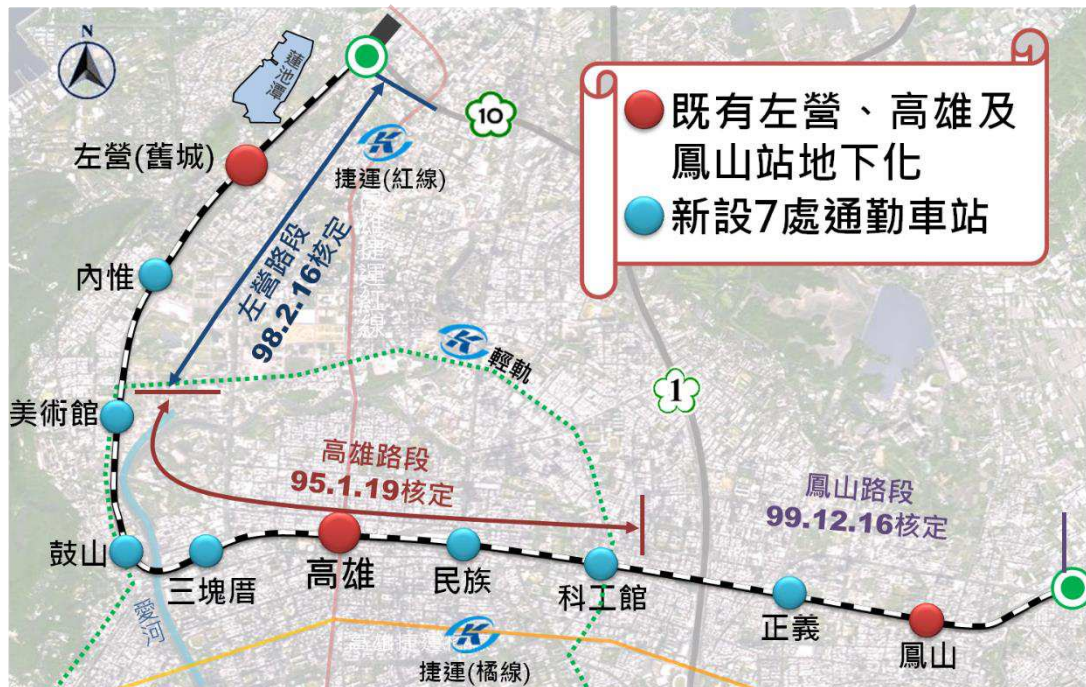 N
蓮池潭
10
既有左營、高雄及
鳳山站地下化
新設7處通勤車站
左營(舊城)
捷運(紅線)
左營路段
98.2.16核定
內惟
輕軌
1
美術館
高雄路段
95.1.19核定
鳳山路段
99.12.16核定
鼓山
三塊厝
高雄
民族
科工館
正義
鳳山
愛河
捷運(橘線)